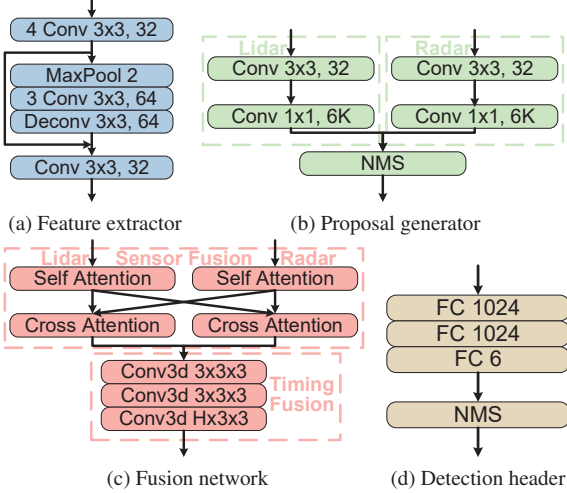 4 Conv 3x3, 32
MaxPool 2
3 Conv 3x3, 64
Deconv 3x3, 64
Conv 3x3, 32
(a) Feature extractor
Lidar Radar
Conv 3x3, 32 Conv 3x3, 32
Conv 1x1, 6K Conv 1x1, 6K
NMS
(b) Proposal generator
Lidar Sensor Fusion Radar
Self Attention Self Attention
Cross Attention Cross Attention
Conv3d 3x3x3
Conv3d 3x3x3
Conv3d Hx3x3
Timing
Fusion
(c) Fusion network
FC 1024
FC 1024
FC 6
NMS
(d) Detection header